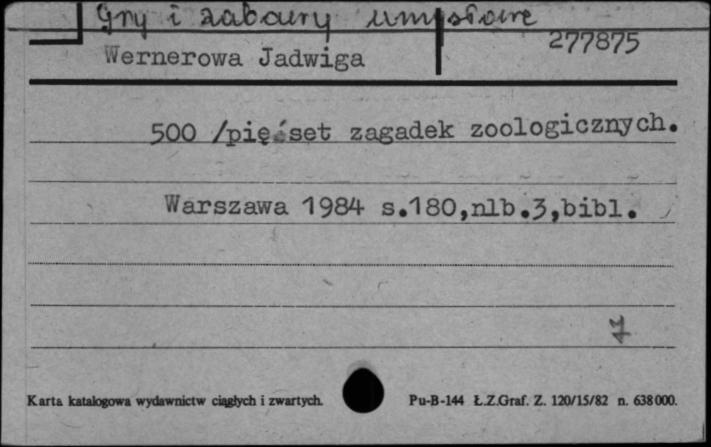 Gry i zabawy umysłowe
277875
Wernerowa Jadwiga
500 /pięćset zagadek zoologicznych.
Warszawa 1984 s.180,nlb.3,bibl.
Karta katalogowa wydawnictw ciągłych i zwartych. Pu-B-144 Ł.Z.Graf. Z. 120/15/82 n. 638000.